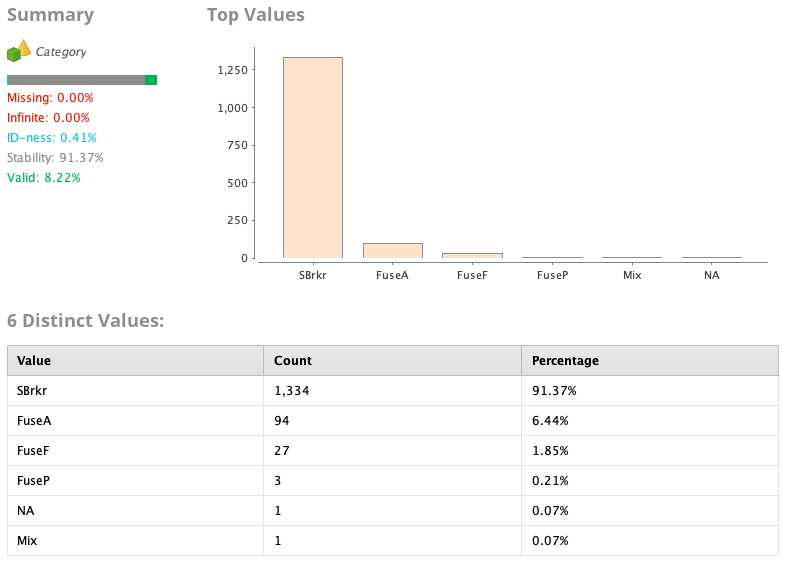 Summary
Top Values
Category
Missing: 0.00%
Infinite: 0.00%
ID-ness: 0.41%
Stability: 91.37%
Valid: 8.22%
1,250
1,000
750
500
250
0
SBrkr FuseA FuseF FuseP Mix NA
6 Distinct Values:
Value Count Percentage
SBrkr 1,334 91.37%
FuseA 94 6.44%
FuseF 27 1.85%
FuseP 3 0.21%
NA 1 0.07%
Mix 1 0.07%